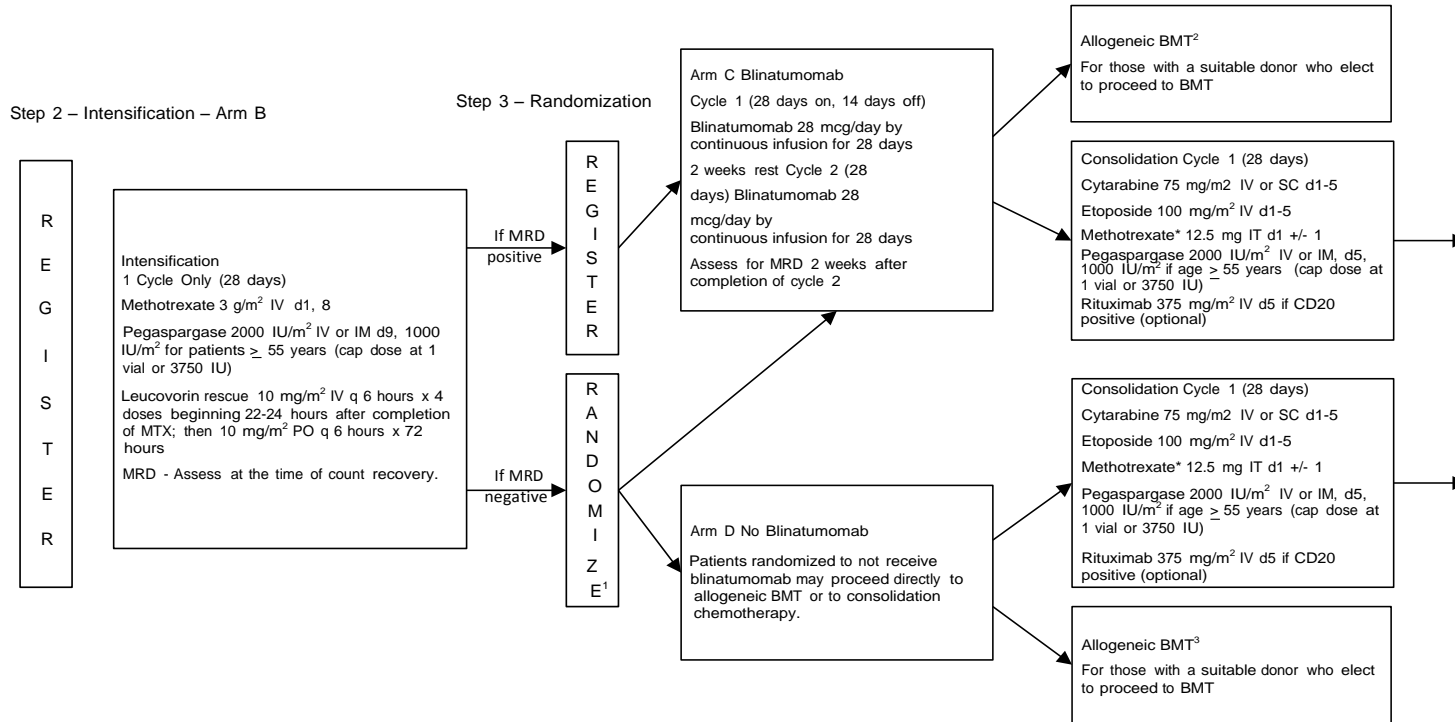 Step 2 – Intensification – Arm B
R
E
G
I
S
T
E
R
Intensification
1 Cycle Only (28 days)
Methotrexate 3 g/m² IV d1, 8
Pegaspargase 2000 IU/m² IV or IM d9, 1000
IU/m² for patients ≥ 55 years (cap dose at 1
vial or 3750 IU)
Leucovorin rescue 10 mg/m² IV q 6 hours x 4
doses beginning 22-24 hours after completion
of MTX; then 10 mg/m² PO q 6 hours x 72
hours
MRD - Assess at the time of count recovery.
If MRD
positive
If MRD
negative
Step 3 – Randomization
R
E
G
I
S
T
E
R
R
A
N
D
O
M
I
Z
E¹
Arm C Blinatumomab
Cycle 1 (28 days on, 14 days off)
Blinatumomab 28 mcg/day by
continuous infusion for 28 days
2 weeks rest Cycle 2 (28
days) Blinatumomab 28
mcg/day by
continuous infusion for 28 days
Assess for MRD 2 weeks after
completion of cycle 2
Arm D No Blinatumomab
Patients randomized to not receive
blinatumomab may proceed directly to
allogeneic BMT or to consolidation
chemotherapy.
Allogeneic BMT²
For those with a suitable donor who elect
to proceed to BMT
Consolidation Cycle 1 (28 days)
Cytarabine 75 mg/m2 IV or SC d1-5
Etoposide 100 mg/m² IV d1-5
Methotrexate* 12.5 mg IT d1 +/- 1
Pegaspargase 2000 IU/m² IV or IM, d5,
1000 IU/m² if age ≥ 55 years (cap dose at
1 vial or 3750 IU)
Rituximab 375 mg/m² IV d5 if CD20
positive (optional)
Consolidation Cycle 1 (28 days)
Cytarabine 75 mg/m2 IV or SC d1-5
Etoposide 100 mg/m² IV d1-5
Methotrexate* 12.5 mg IT d1 +/- 1
Pegaspargase 2000 IU/m² IV or IM, d5,
1000 IU/m² if age ≥ 55 years (cap dose at
1 vial or 3750 IU)
Rituximab 375 mg/m² IV d5 if CD20
positive (optional)
Allogeneic BMT³
For those with a suitable donor who elect
to proceed to BMT